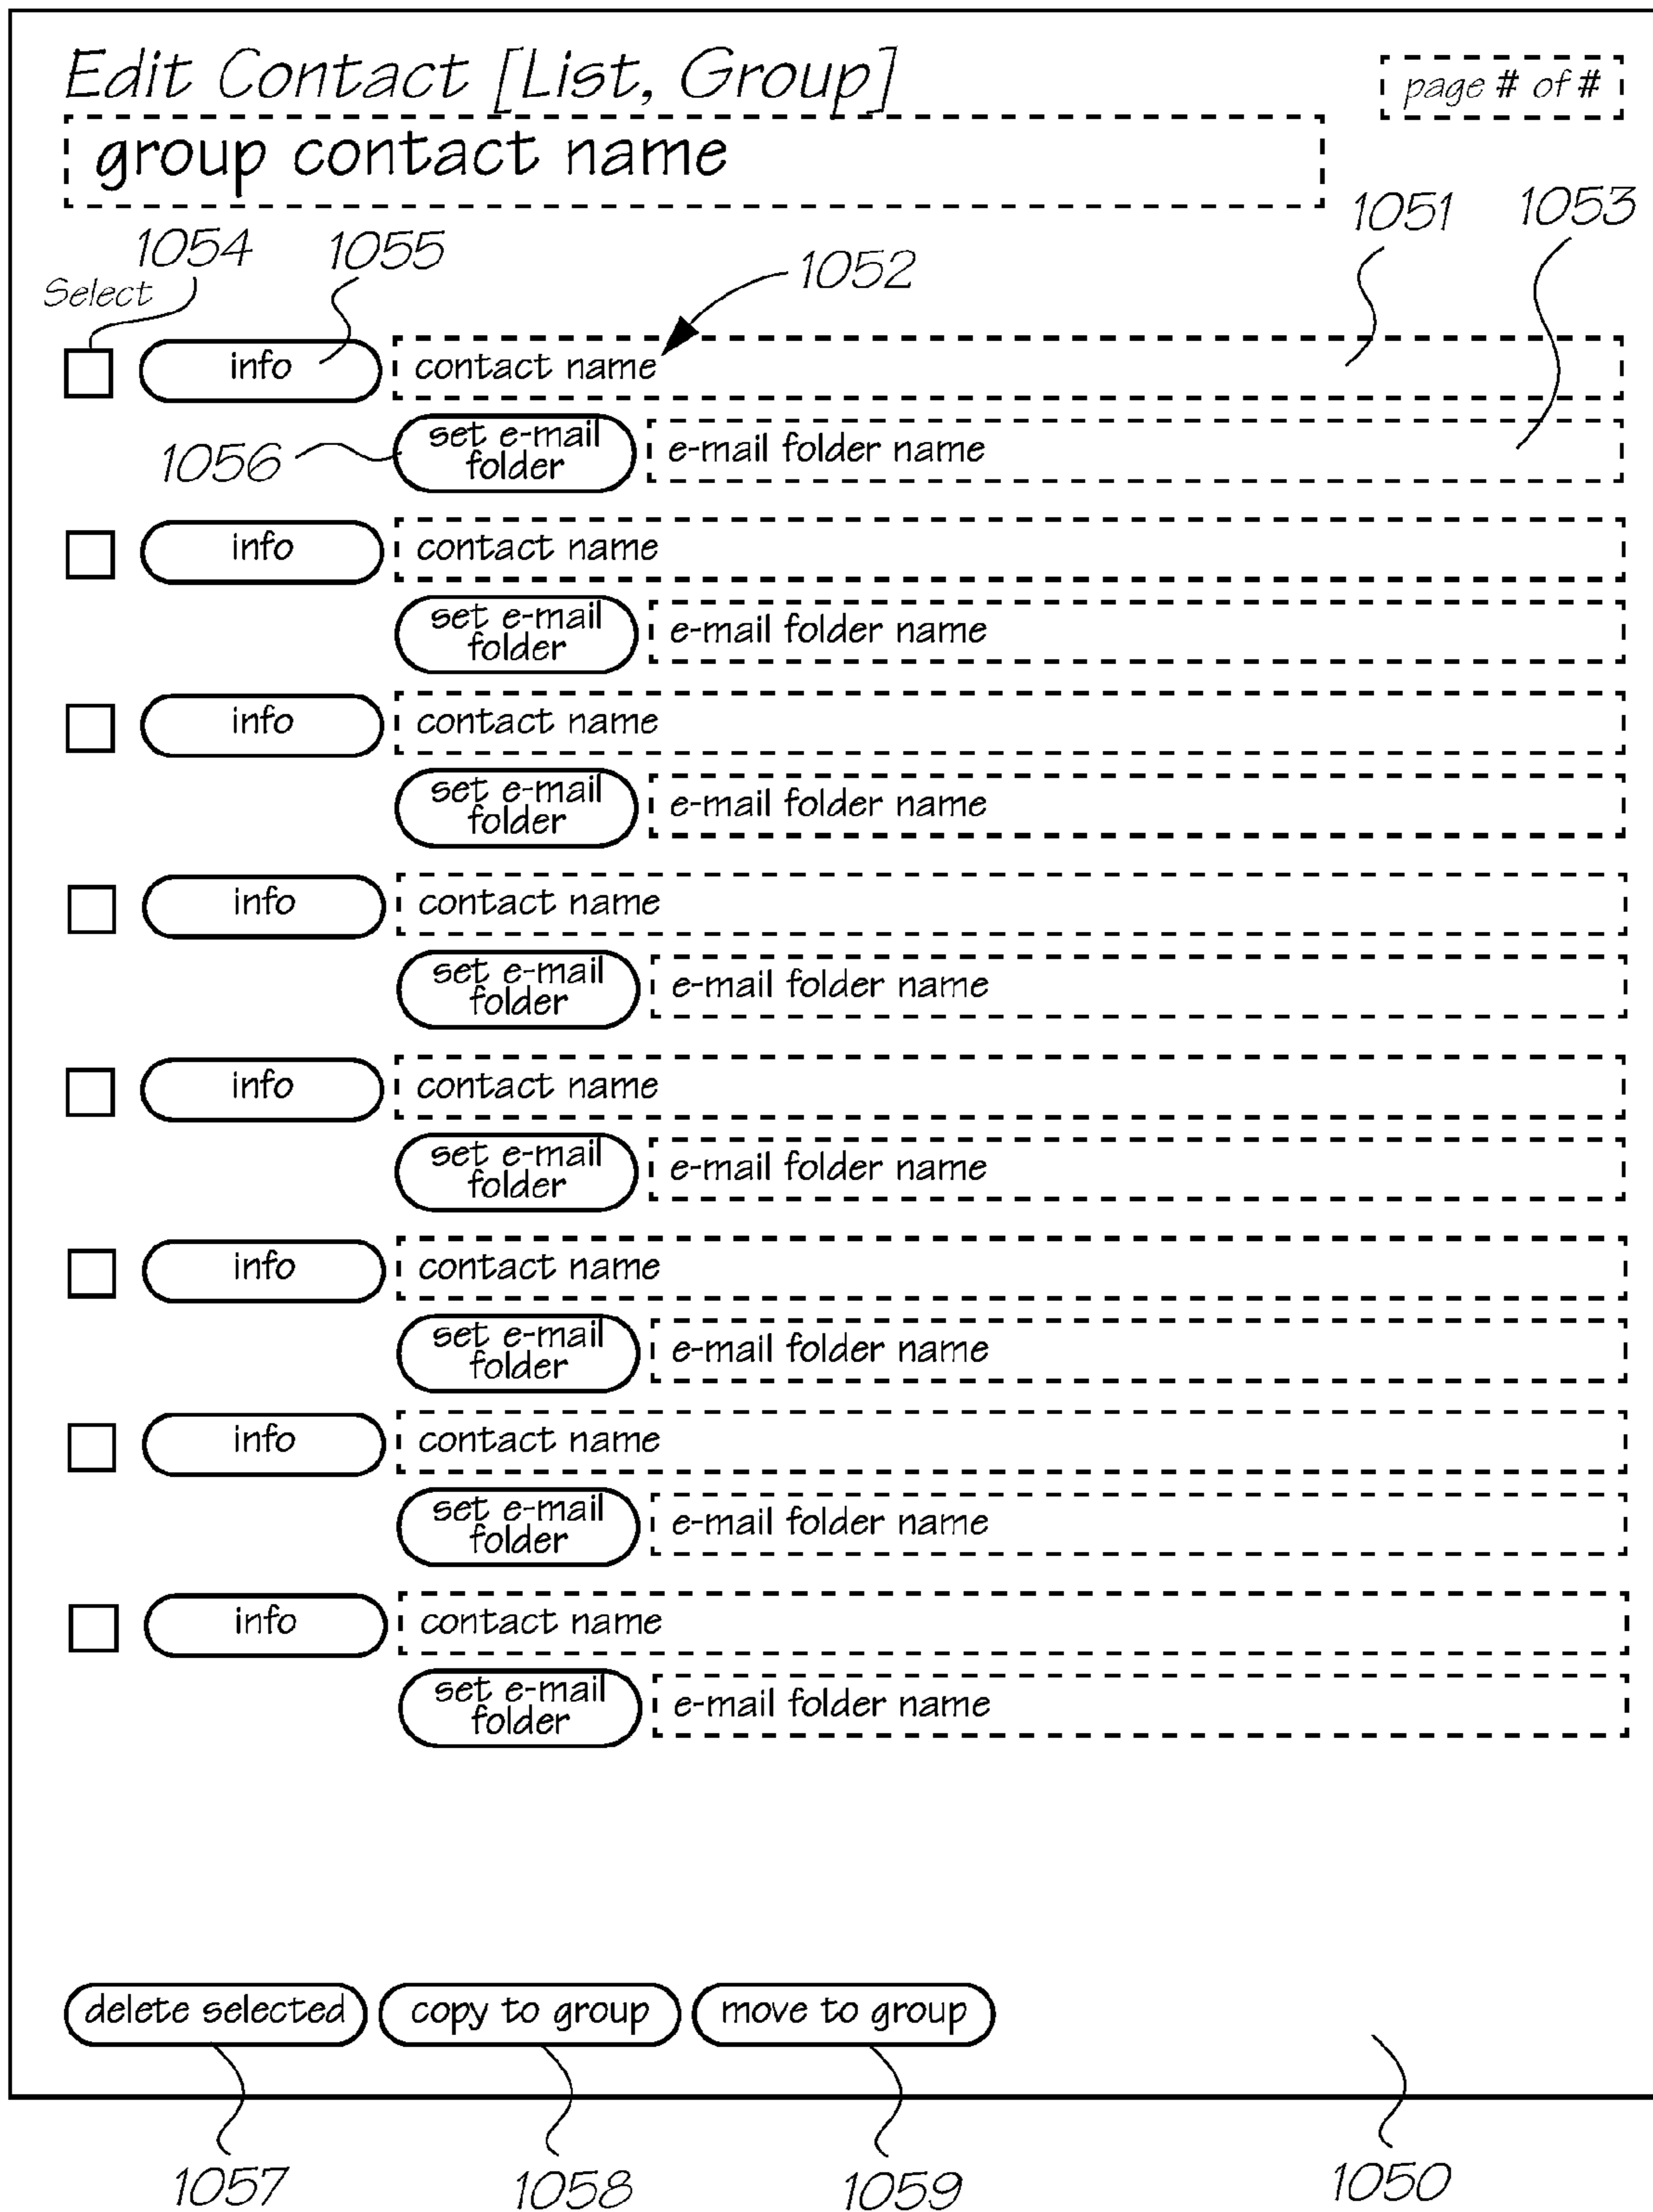 Edit Contact [List, Group]
page # of #
group contact name
1051
1053
1054
1055
1052
Select
info
contact name
1056
set e-mail
folder
e-mail folder name
info
contact name
set e-mail
folder
e-mail folder name
info
contact name
set e-mail
folder
e-mail folder name
info
contact name
set e-mail
folder
e-mail folder name
info
contact name
set e-mail
folder
e-mail folder name
info
contact name
set e-mail
folder
e-mail folder name
info
contact name
set e-mail
folder
e-mail folder name
info
contact name
set e-mail
folder
e-mail folder name
delete selected
copy to group
move to group
1057
1058
1059
1050